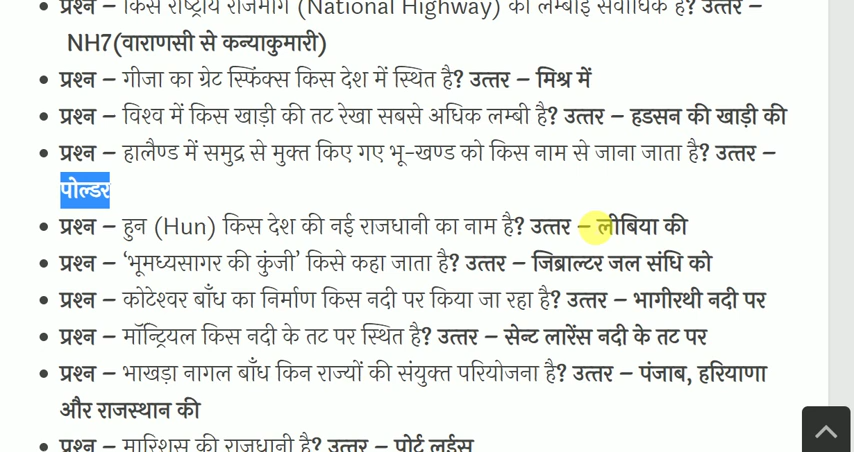 प्रश्न – किस राष्ट्रीय राजमार्ग (National Highway) की लम्बाई सर्वाधिक है? उत्तर –
NH7(वाराणसी से कन्याकुमारी)
प्रश्न – गीजा का ग्रेट स्फिंक्स किस देश में स्थित है? उत्तर – मिश्र में
प्रश्न – विश्व में किस खाड़ी की तट रेखा सबसे अधिक लम्बी है? उत्तर – हडसन की खाड़ी की
प्रश्न – हालैण्ड में समुद्र से मुक्त किए गए भू-खण्ड को किस नाम से जाना जाता है? उत्तर –
पोल्डर
प्रश्न – हुन (Hun) किस देश की नई राजधानी का नाम है? उत्तर – लीबिया की
प्रश्न – ‘भूमध्यसागर की कुंजी’ किसे कहा जाता है? उत्तर – जिब्राल्टर जल संधि को
प्रश्न – कोटेश्वर बाँध का निर्माण किस नदी पर किया जा रहा है? उत्तर – भागीरथी नदी पर
प्रश्न – मॉन्ट्रियल किस नदी के तट पर स्थित है? उत्तर – सेन्ट लारेंस नदी के तट पर
प्रश्न – भाखड़ा नागल बाँध किन राज्यों की संयुक्त परियोजना है? उत्तर – पंजाब, हरियाणा
और राजस्थान की
प्रश्न – मारिशस की राजधानी है? उत्तर – पोर्ट लुईस